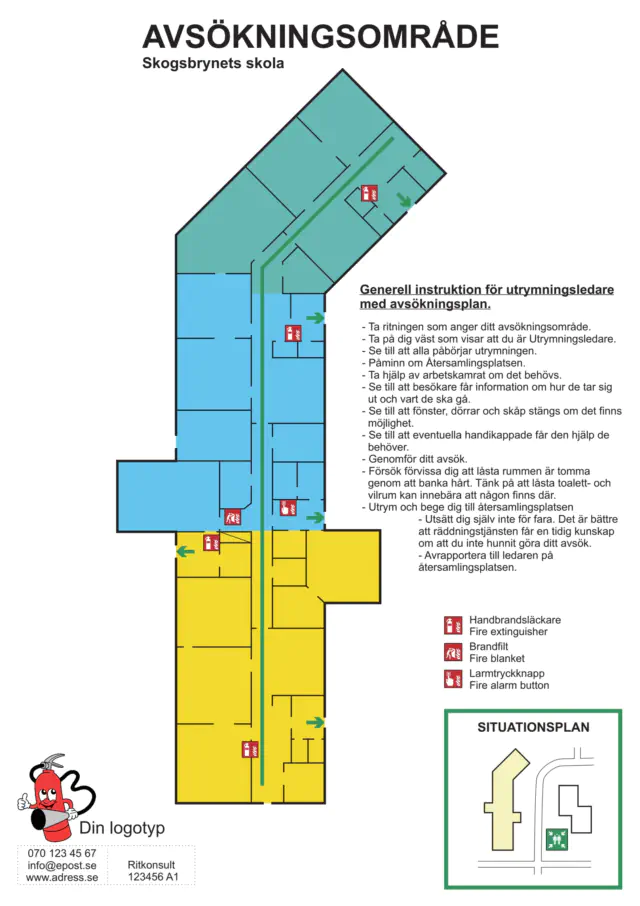 AVSÖKNINGSOMRÅDE
Skogsbrynets skola
Generell instruktion för utrymningsledare
med avsökningsplan.
- Ta ritningen som anger ditt avsökningsområde.
- Ta på dig väst som visar att du är Utrymningsledare.
- Se till att alla påbörjar utrymningen.
- Påminn om Återsamlingsplatsen.
- Ta hjälp av arbetskamrat om det behövs.
- Se till att besökare får information om hur de tar sig
ut och vart de ska gå.
- Se till att fönster, dörrar och skåp stängs om det finns
möjlighet.
- Se till att eventuella handikappade får den hjälp de
behöver.
- Genomför ditt avsök.
- Försök förvissa dig att låsta rummen är tomma
genom att banka hårt. Tänk på att låsta toalett- och
vilrum kan innebära att någon finns där.
- Utrym och bege dig till återsamlingsplatsen
- Utsätt dig själv inte för fara. Det är bättre
att räddningstjänsten får en tidig kunskap
om att du inte hunnit göra ditt avsök.
- Avrapportera till ledaren på
återsamlingsplatsen.
Handbrandsläckare
Fire extinguisher
Brandfilt
Fire blanket
Larmtryckknapp
Fire alarm button
SITUATIONSPLAN
Din logotyp
070 123 45 67
info@epost.se
www.adress.se
Ritkonsult
123456 A1